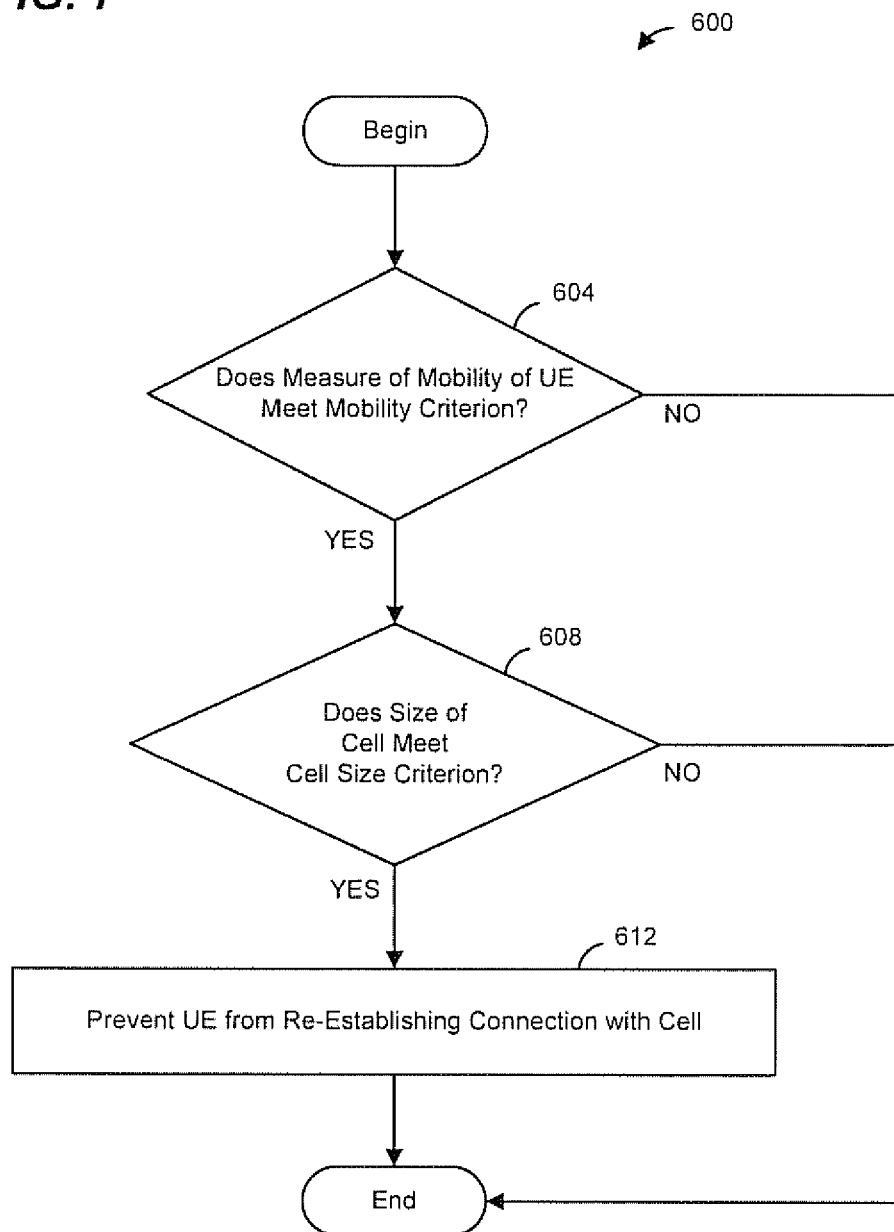 600
Begin
604
Does Measure of Mobility of UE
Meet Mobility Criterion?
NO
YES
608
Does Size of
Cell Meet
Cell Size Criterion?
NO
YES
612
Prevent UE from Re-Establishing Connection with Cell
End